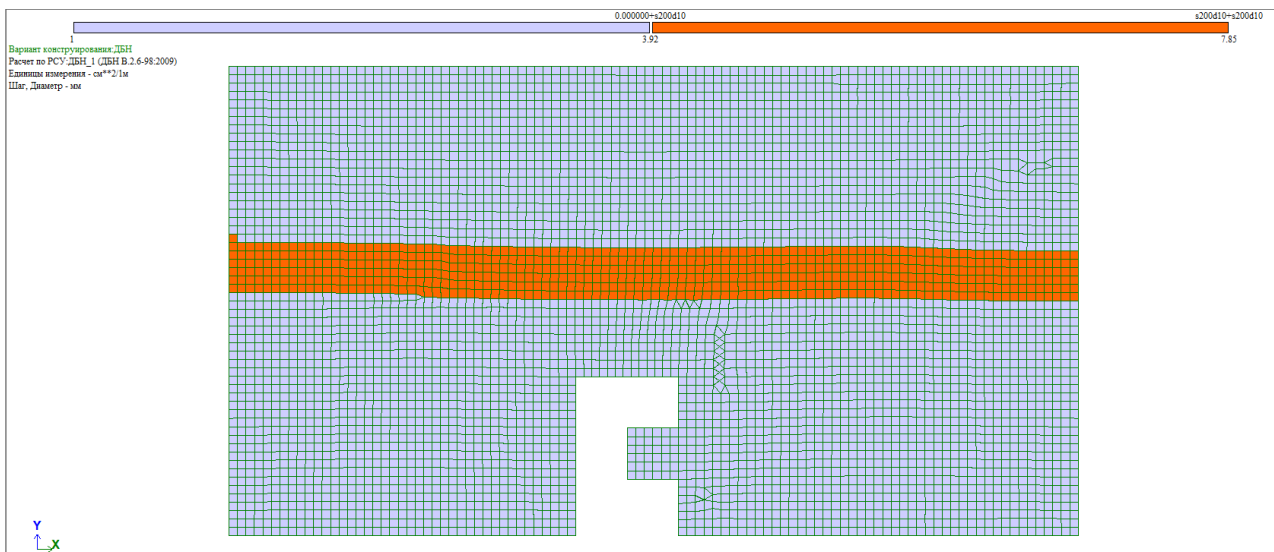 0.000000+s200d10 s200d10+s200d10
1 3.92 7.85
Вариант конструирования:ДБН
Расчет по РСУ:ДБН_1 (ДБН В.2.6-98:2009)
Единицы измерения - см**2/1м
Шаг, Диаметр - мм
Y
X